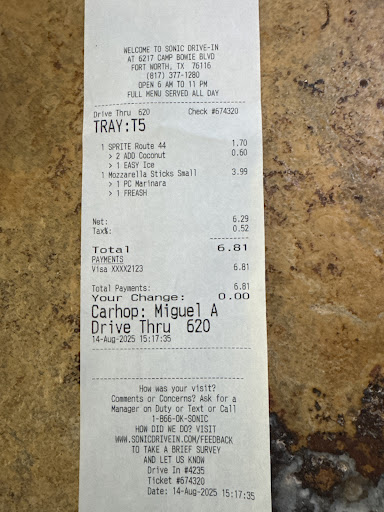 WELCOME TO SONIC DRIVE-IN
AT 6217 CAMP BOWIE BLVD
FORT WORTH, TX 76116
(817) 377-1280
OPEN 6 AM TO 11 PM
FULL MENU SERVED ALL DAY
Drive Thru 620 Check #674320
TRAY:T5
1 SPRITE Route 44 1.70
> 2 ADD Coconut 0.60
> 1 EASY Ice
1 Mozzarella Sticks Small 3.99
> 1 PC Marinara
> 1 FREASH
Net: 6.29
Tax%: 0.52
Total 6.81
PAYMENTS
Visa XXXX2123 6.81
Total Payments: 6.81
Your Change: 0.00
Carhop: Miguel A
Drive Thru 620
14-Aug-2025 15:17:35
How was your visit?
Comments or Concerns? Ask for a
Manager on Duty or Text or Call
1-866-OK-SONIC
HOW DID WE DO? VISIT
WWW.SONICDRIVEIN.COM/FEEDBACK
TO TAKE A BRIEF SURVEY
AND LET US KNOW
Drive In #4235
Ticket #674320
Date: 14-Aug-2025 15:17:35